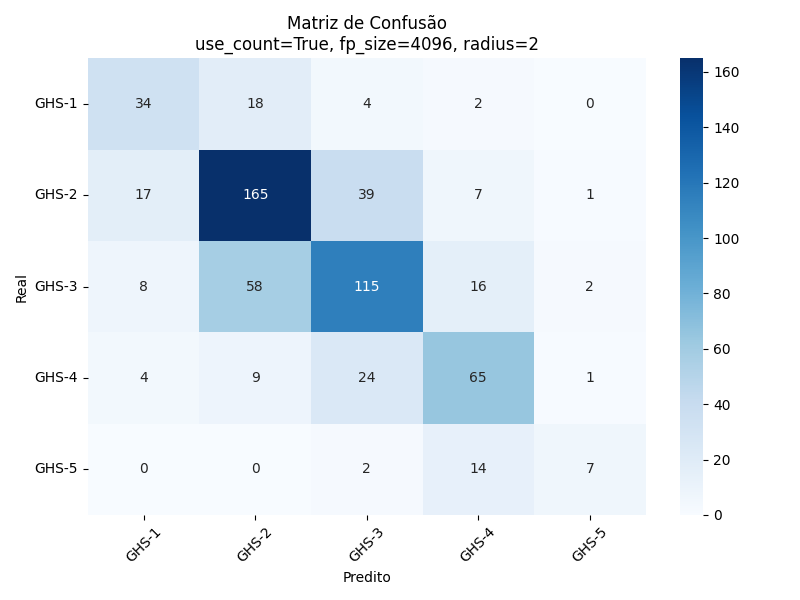 Matriz de Confusão
use_count=True, fp_size=4096, radius=2
GHS-1 34 18 4 2 0
GHS-2 17 165 39 7 1
GHS-3 8 58 115 16 2
GHS-4 4 9 24 65 1
GHS-5 0 0 2 14 7
GHS-1 GHS-2 GHS-3 GHS-4 GHS-5
Predito
Real
160
140
120
100
80
60
40
20
0